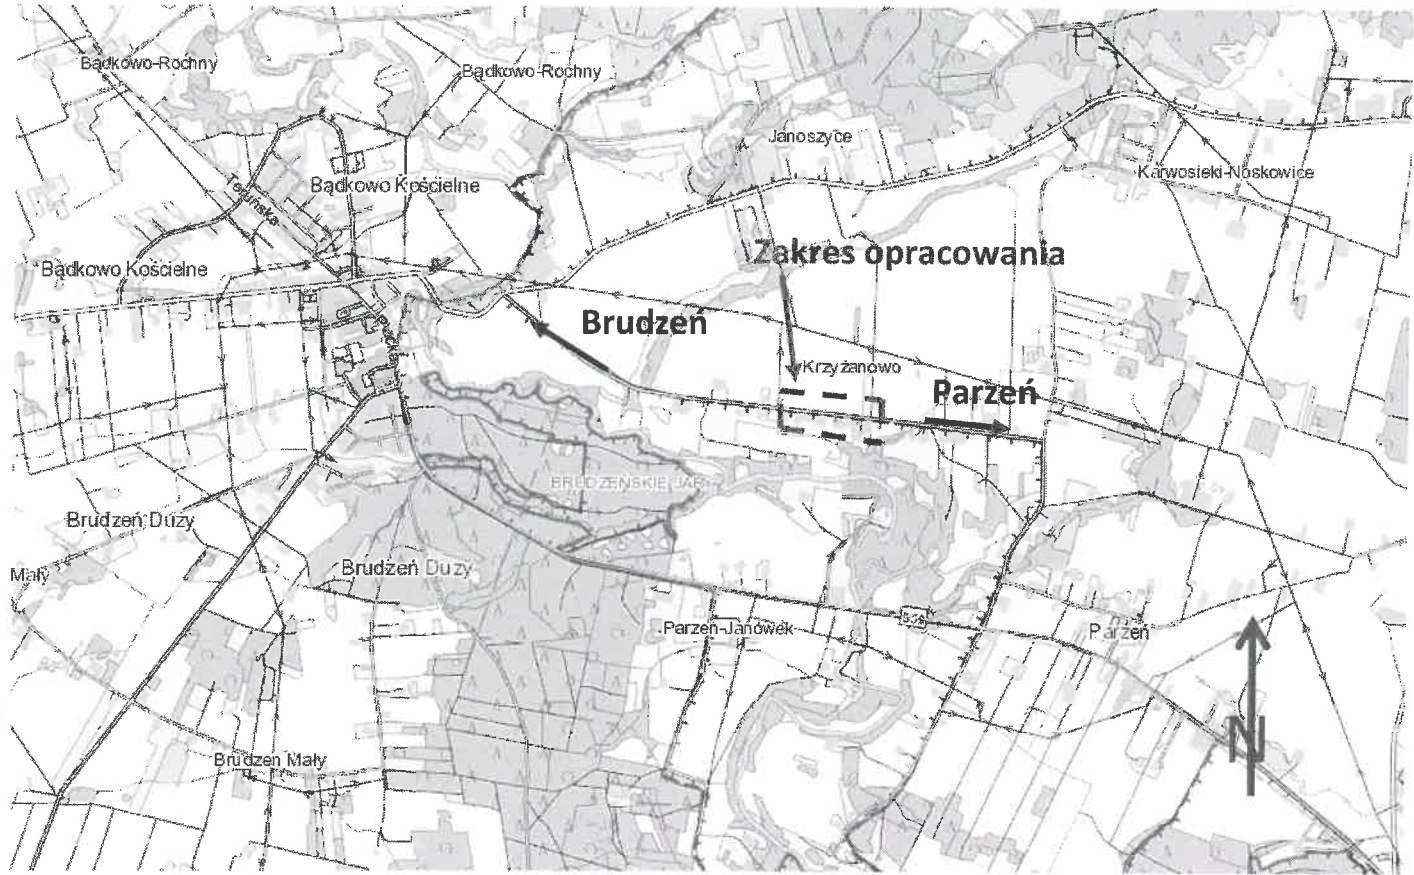 Bądkowo-Rochny
Bądkowo-Rochny
Janoszyce
Karwosieki-Noskowice
Toruńska
Bądkowo Kościelne
Zakres opracowania
Bądkowo Kościelne
Brudzeń
Krzyżanowo
Parzeń
BRUDZEŃSKIE JARY
Brudzeń Duży
Brudzeń Duży
Mały
559
Parzeń-Janówek
Parzeń
N
Brudzeń Mały